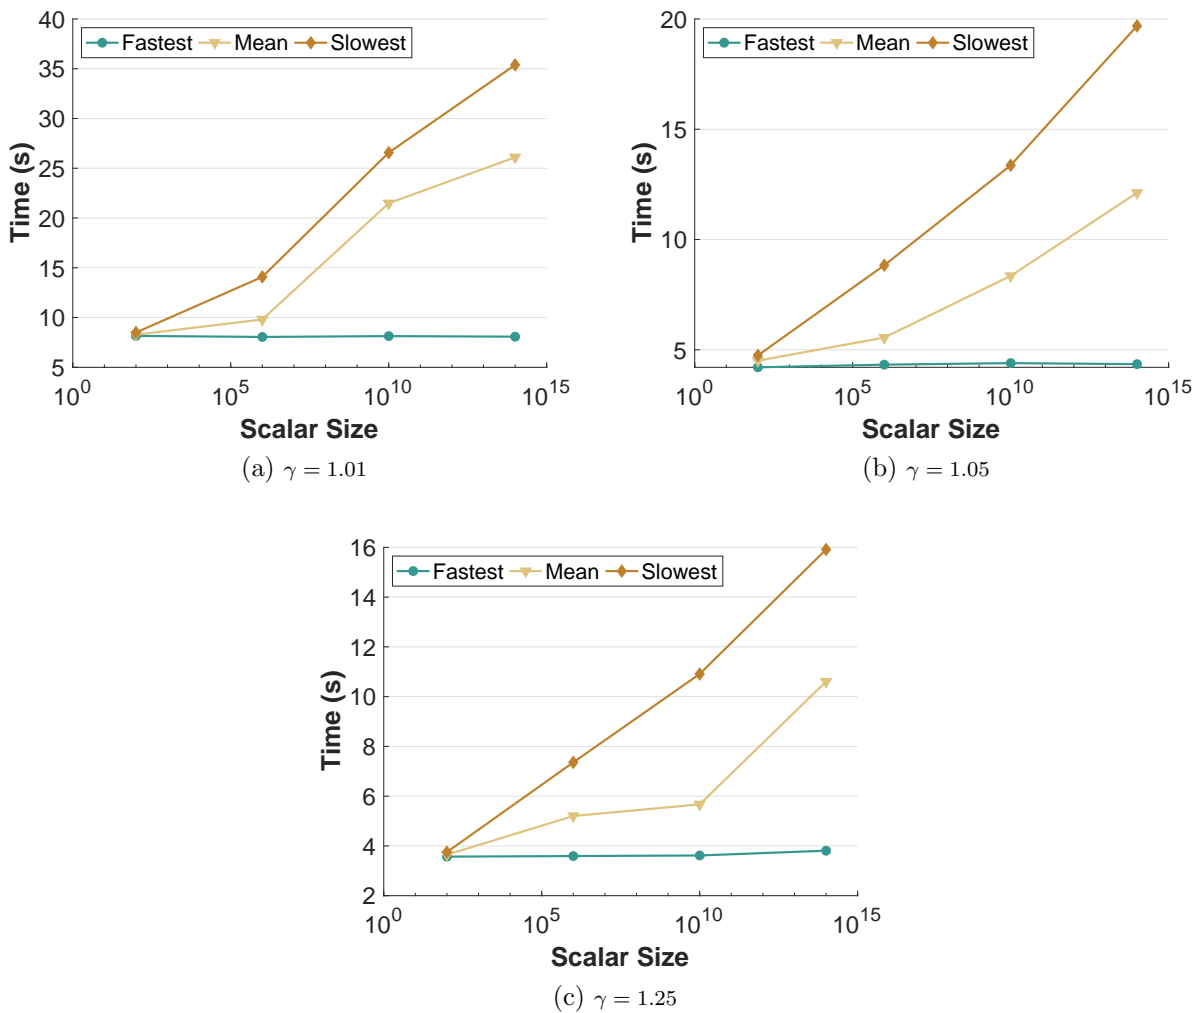 40
35
30
25
20
15
10
5
Time (s)
Fastest Mean Slowest
10^0 10^5 10^10 10^15
Scalar Size
(a) γ = 1.01
20
15
10
5
Time (s)
Fastest Mean Slowest
10^0 10^5 10^10 10^15
Scalar Size
(b) γ = 1.05
16
14
12
10
8
6
4
2
Time (s)
Fastest Mean Slowest
10^0 10^5 10^10 10^15
Scalar Size
(c) γ = 1.25